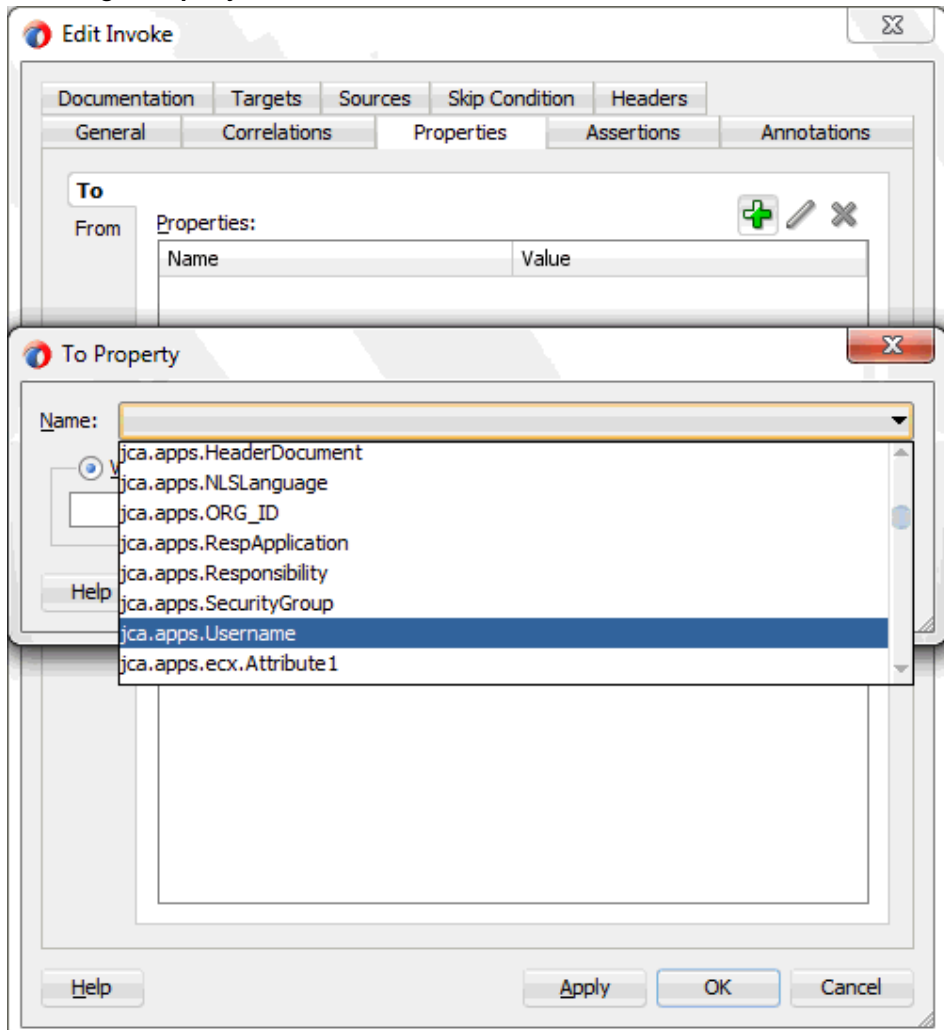 Edit Invoke
Documentation Targets Sources Skip Condition Headers
General Correlations Properties Assertions Annotations
To
From
Properties:
Name Value
To Property
Name:
jca.apps.HeaderDocument
jca.apps.NLSLanguage
jca.apps.ORG_ID
jca.apps.RespApplication
jca.apps.Responsibility
Help
jca.apps.SecurityGroup
jca.apps.Username
jca.apps.ecx.Attribute1
Help Apply OK Cancel